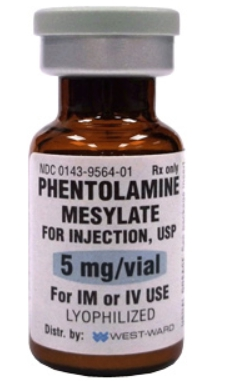 NDC 0143-9564-01 Rx only
PHENTOLAMINE
MESYLATE
FOR INJECTION, USP
5 mg/vial
For IM or IV USE
LYOPHILIZED
Distr. by: WEST-WARD